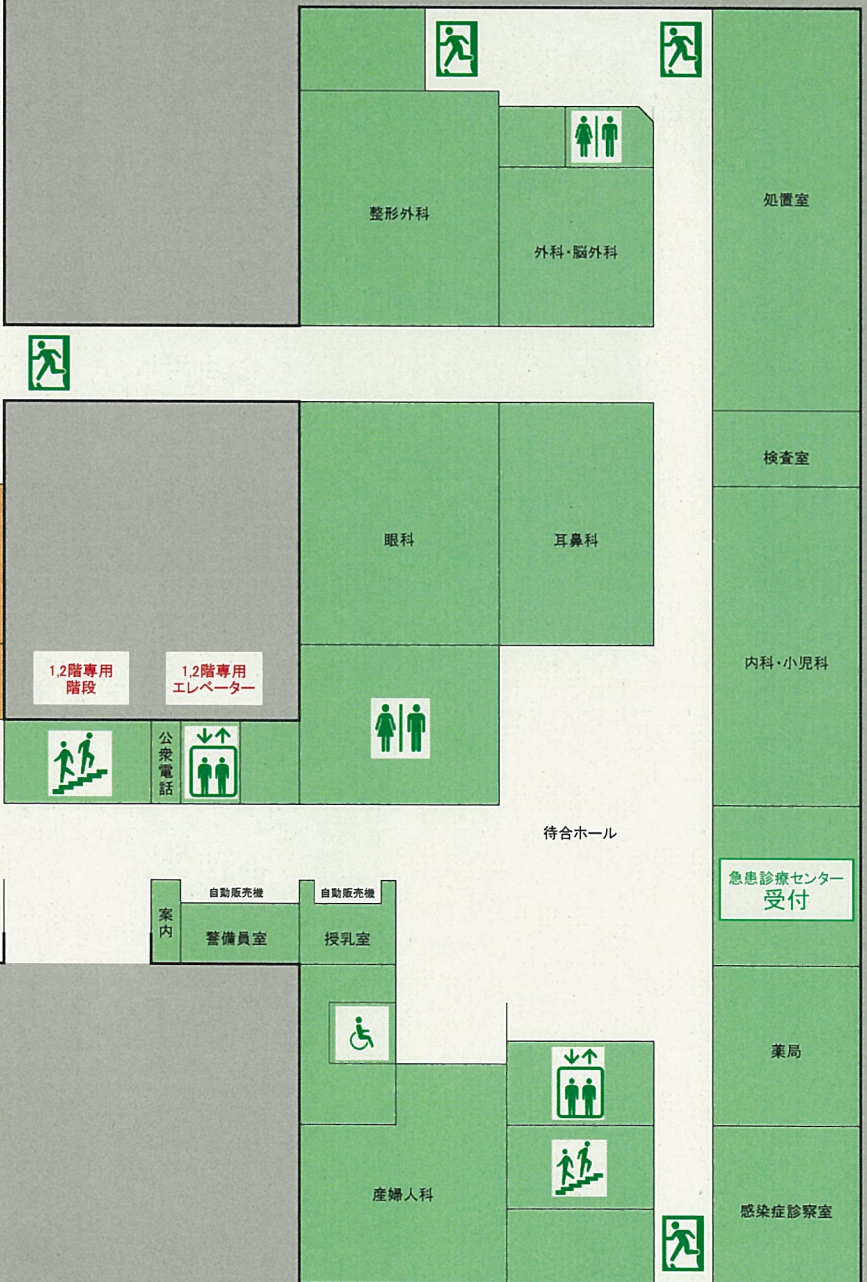 整形外科
外科・脳外科
処置室
検査室
眼科
耳鼻科
内科・小児科
1,2階専用
階段
1,2階専用
エレベーター
公衆電話
待合ホール
急患診療センター
受付
自動販売機
自動販売機
案内
警備員室
授乳室
薬局
産婦人科
感染症診察室